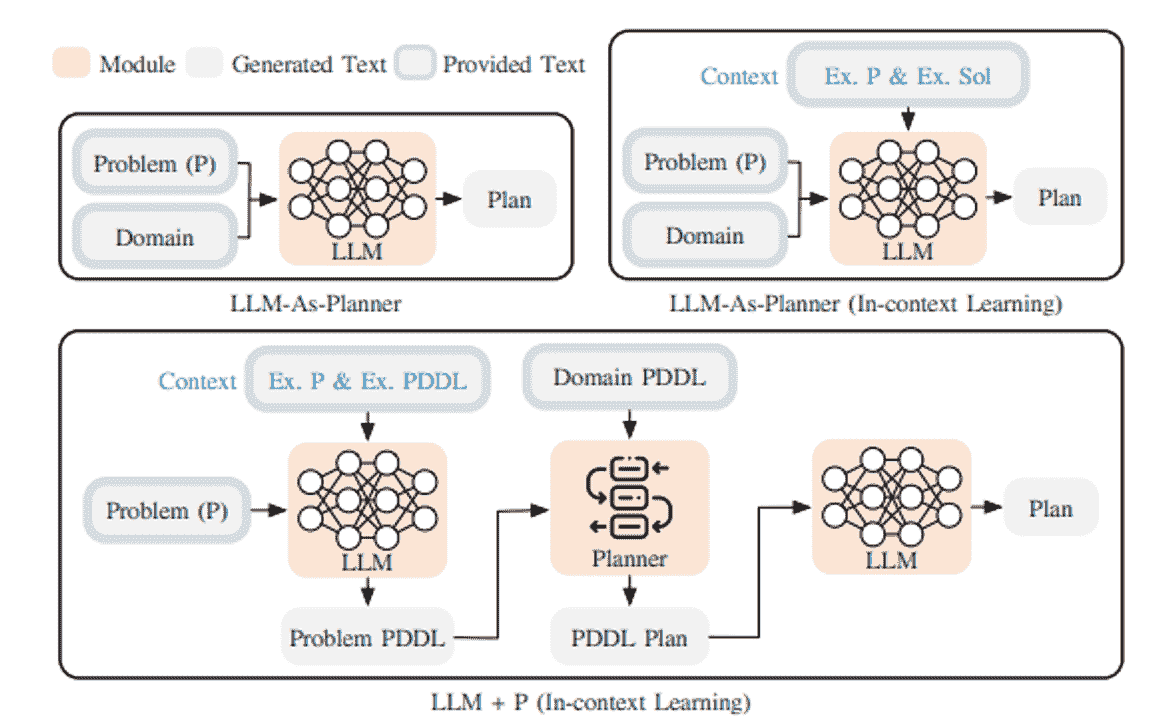 Module
Generated Text
Provided Text
Problem (P)
Domain
LLM
Plan
LLM-As-Planner
Context
Ex. P & Ex. Sol
Problem (P)
Domain
LLM
Plan
LLM-As-Planner (In-context Learning)
Context
Ex. P & Ex. PDDL
Domain PDDL
Problem (P)
LLM
Planner
LLM
Plan
Problem PDDL
PDDL Plan
LLM + P (In-context Learning)